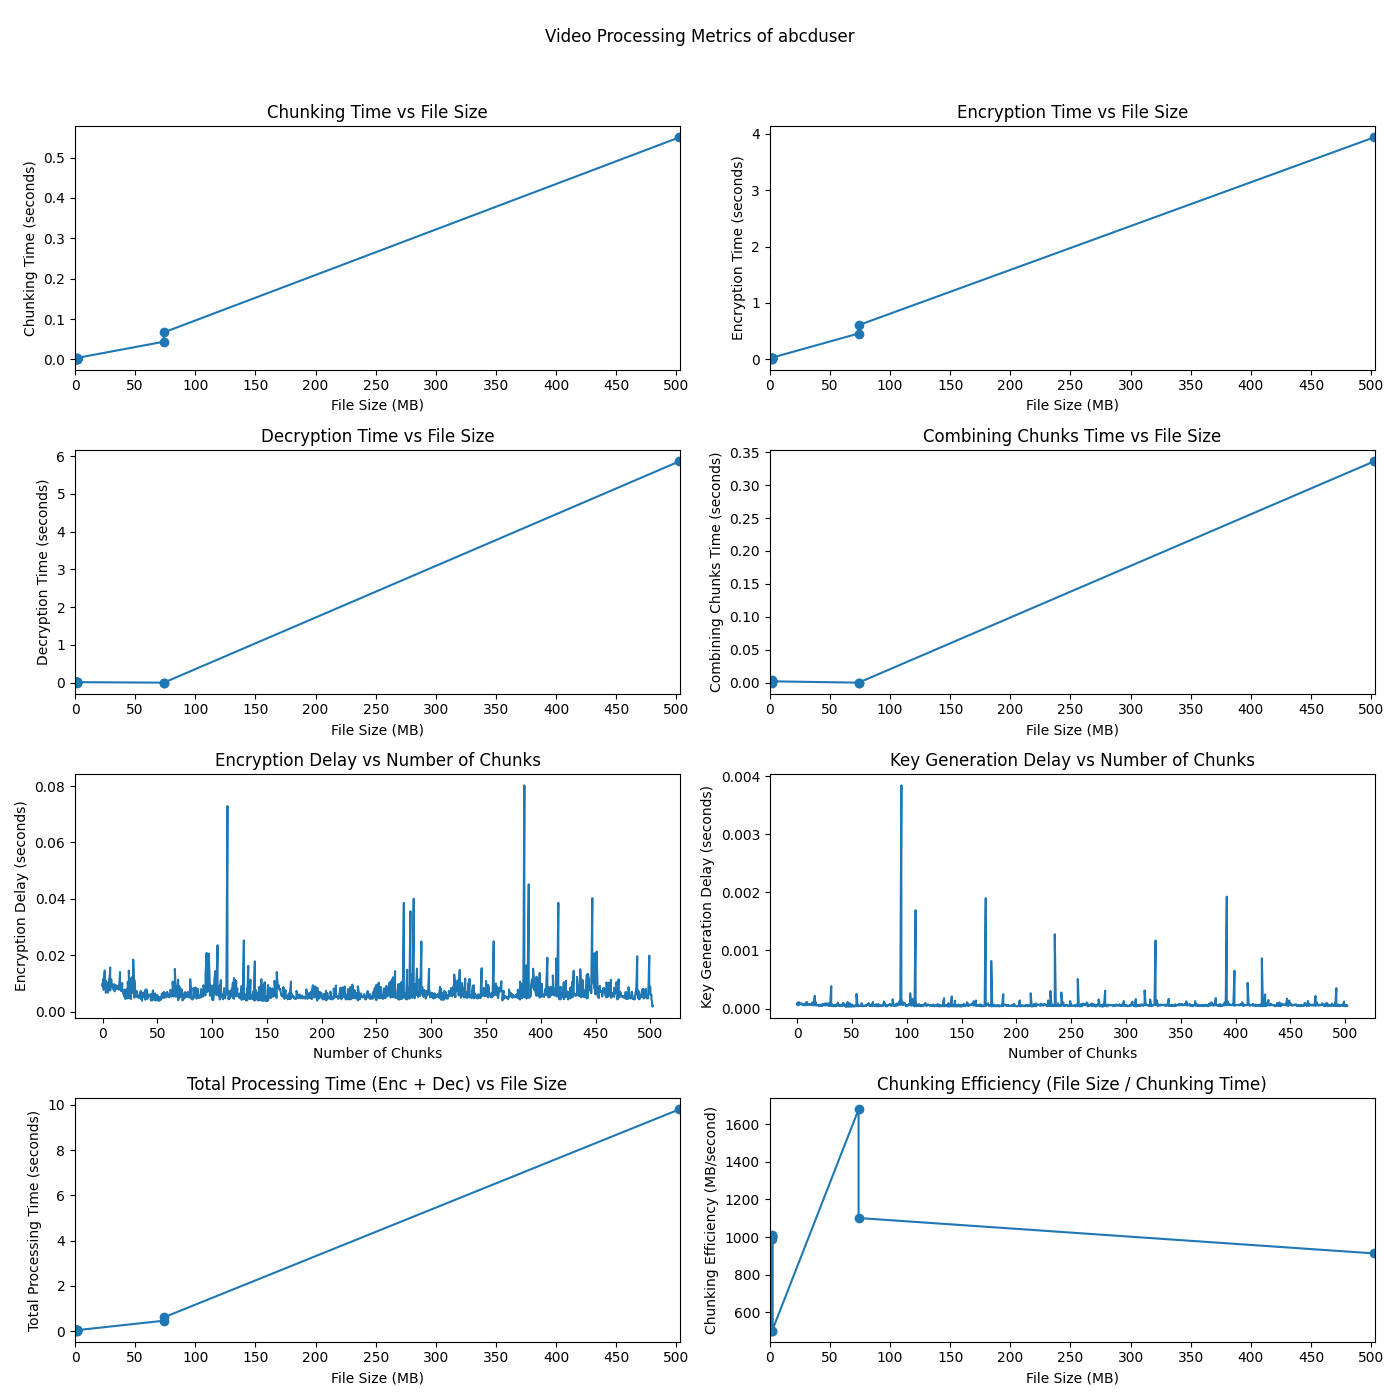 Video Processing Metrics of abcduser
Chunking Time vs File Size
Chunking Time (seconds)
0.5
0.4
0.3
0.2
0.1
0.0
0 50 100 150 200 250 300 350 400 450 500
File Size (MB)
Encryption Time vs File Size
Encryption Time (seconds)
4
3
2
1
0
0 50 100 150 200 250 300 350 400 450 500
File Size (MB)
Decryption Time vs File Size
Decryption Time (seconds)
6
5
4
3
2
1
0
0 50 100 150 200 250 300 350 400 450 500
File Size (MB)
Combining Chunks Time vs File Size
Combining Chunks Time (seconds)
0.35
0.30
0.25
0.20
0.15
0.10
0.05
0.00
0 50 100 150 200 250 300 350 400 450 500
File Size (MB)
Encryption Delay vs Number of Chunks
Encryption Delay (seconds)
0.08
0.06
0.04
0.02
0.00
0 50 100 150 200 250 300 350 400 450 500
Number of Chunks
Key Generation Delay vs Number of Chunks
Key Generation Delay (seconds)
0.004
0.003
0.002
0.001
0.000
0 50 100 150 200 250 300 350 400 450 500
Number of Chunks
Total Processing Time (Enc + Dec) vs File Size
Total Processing Time (seconds)
10
8
6
4
2
0
0 50 100 150 200 250 300 350 400 450 500
File Size (MB)
Chunking Efficiency (File Size / Chunking Time)
Chunking Efficiency (MB/second)
1600
1400
1200
1000
800
600
0 50 100 150 200 250 300 350 400 450 500
File Size (MB)